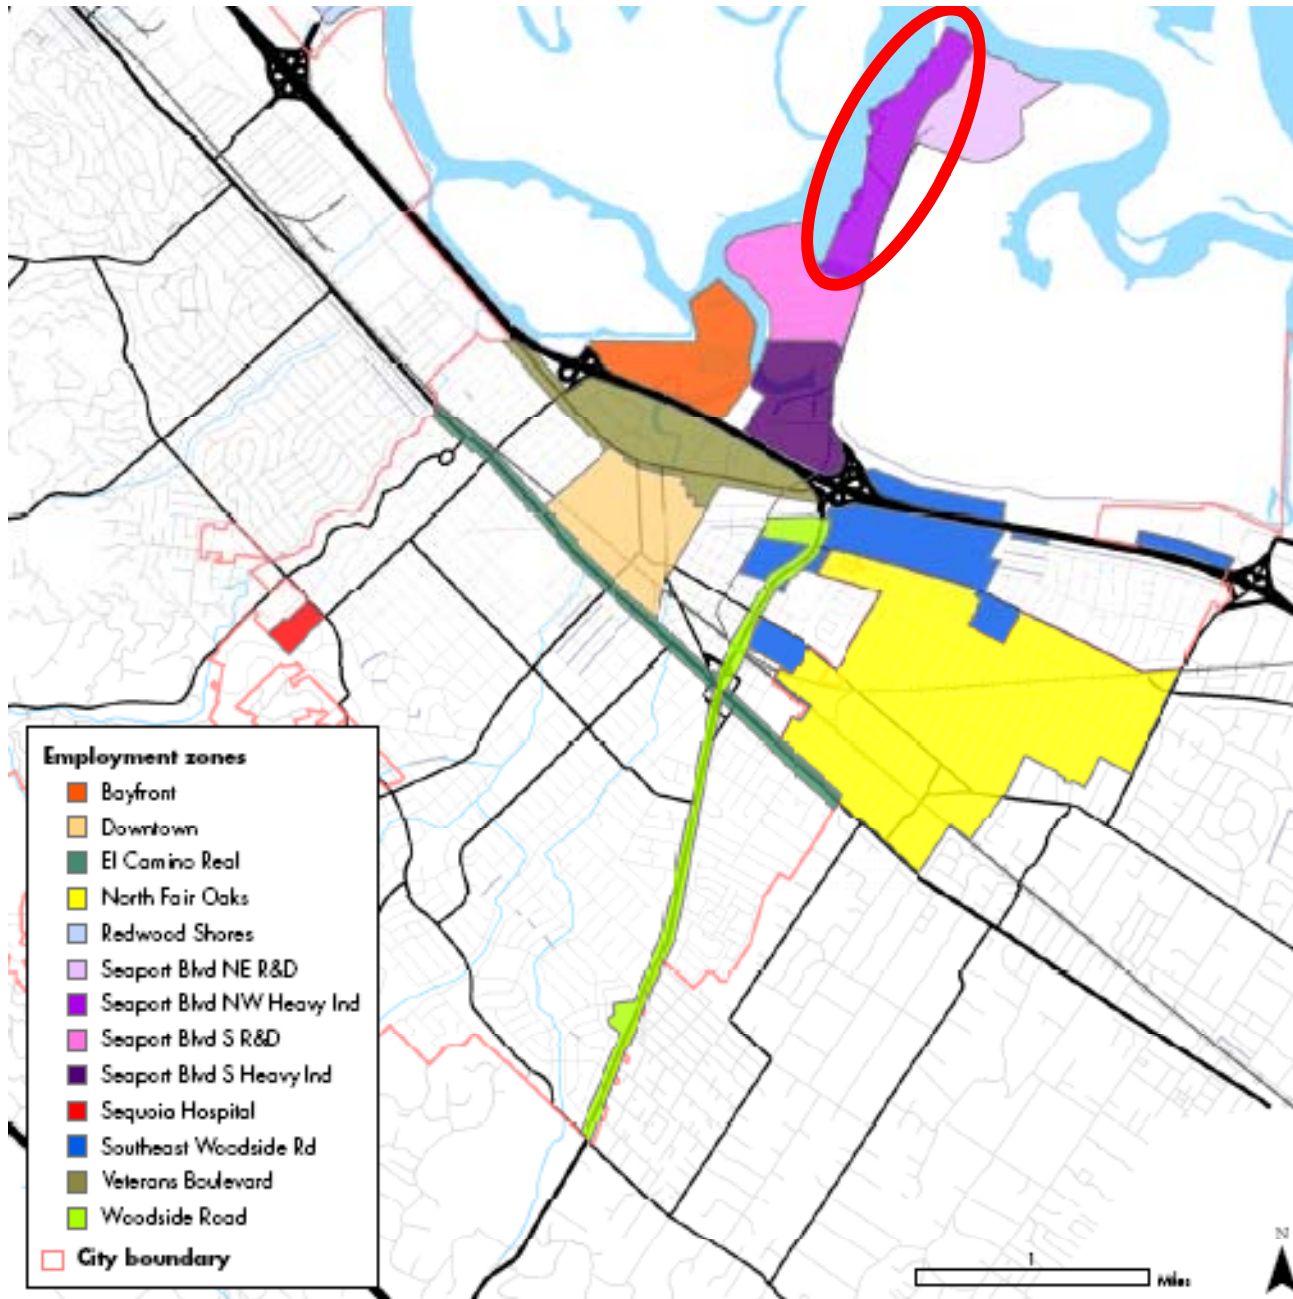 Employment zones
Bayfront
Downtown
El Camino Real
North Fair Oaks
Redwood Shores
Seaport Blvd NE R&D
Seaport Blvd NW Heavy Ind
Seaport Blvd S R&D
Seaport Blvd S Heavy Ind
Sequoia Hospital
Southeast Woodside Rd
Veterans Boulevard
Woodside Road
City boundary
N
1
Miles